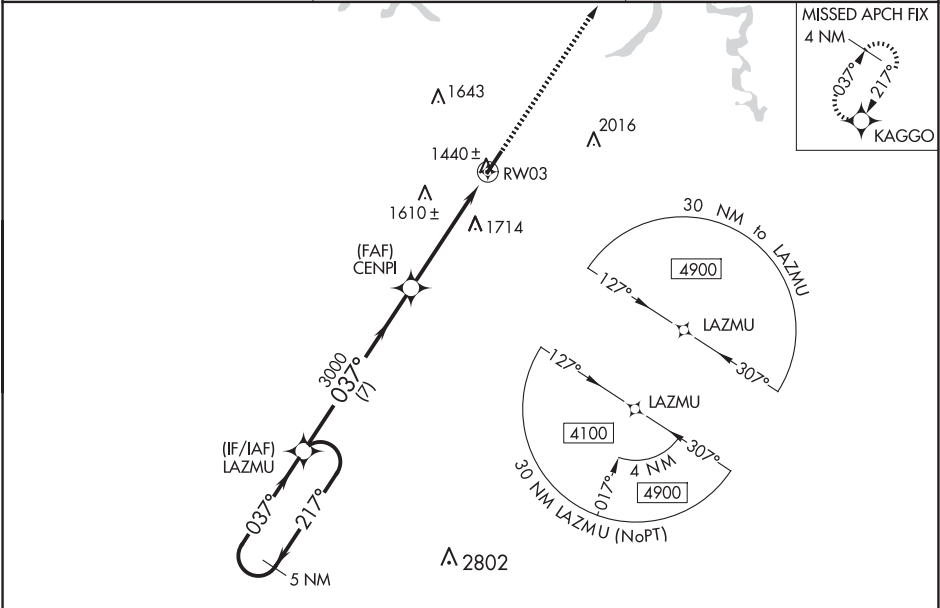 MISSED APCH FIX
4 NM
037°
217°
KAGGO
1643
2016
1440 ±
RW03
1610 ±
1714
(FAF)
CENPI
30 NM to LAZMU
4900
127°
LAZMU
307°
3000
037°
(7)
127°
LAZMU
4100
307°
4 NM
017°
4900
30 NM LAZMU (NoPT)
(IF/IAF)
LAZMU
037°
217°
5 NM
2802